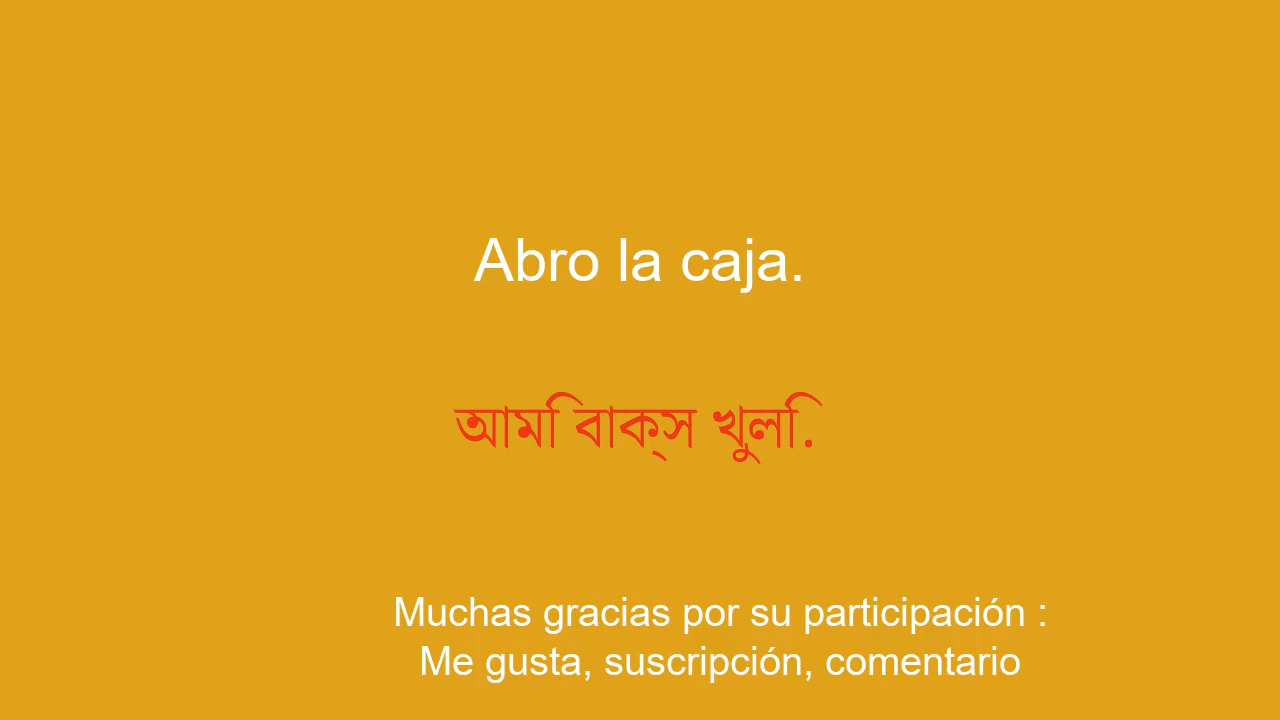 Abro la caja.
আমি বাক্স খুলি.
Muchas gracias por su participación :
Me gusta, suscripción, comentario